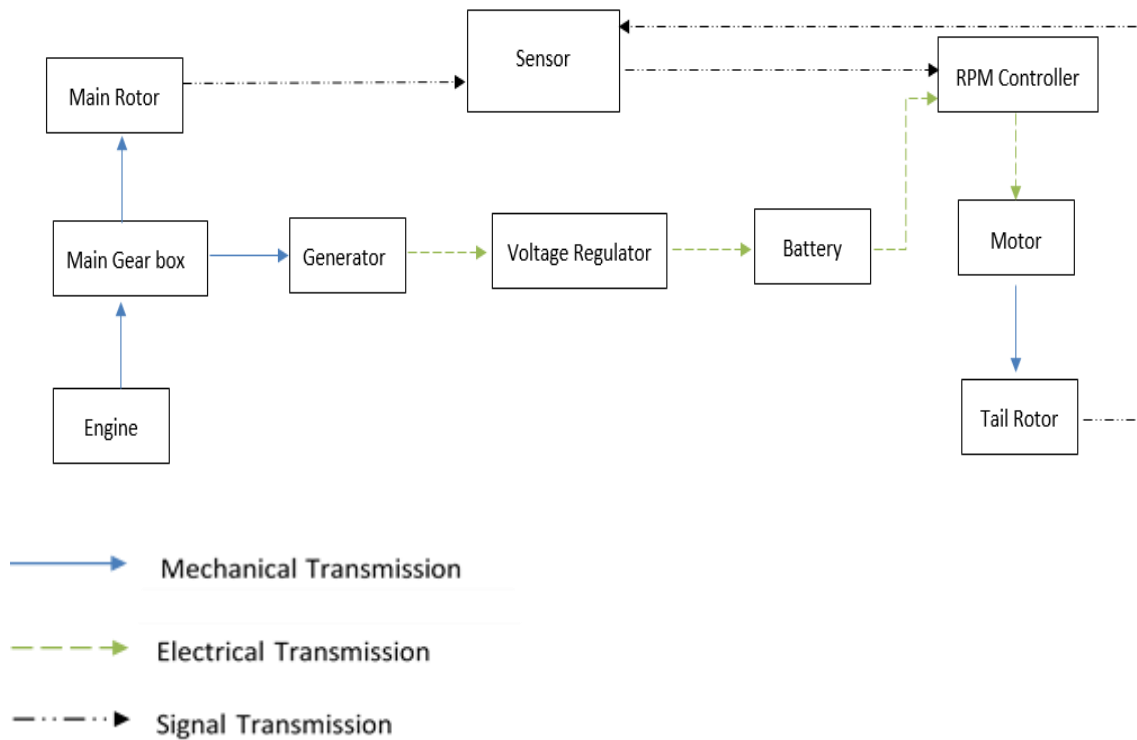 Sensor
RPM Controller
Main Rotor
Main Gear box
Generator
Voltage Regulator
Battery
Motor
Engine
Tail Rotor
Mechanical Transmission
Electrical Transmission
Signal Transmission